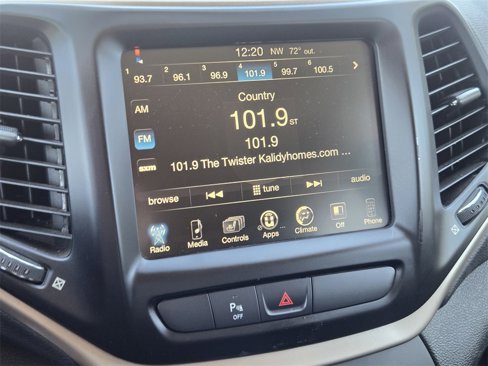 12:20 NW 72° out.
1 2 3 4 5 6
93.7 96.1 96.9 101.9 99.7 100.5
Country
AM
101.9 ST
FM
101.9
sxm
101.9 The Twister Kalidyhomes.com ...
browse tune audio
Radio Media Controls Apps ... Climate Off Phone
P OFF